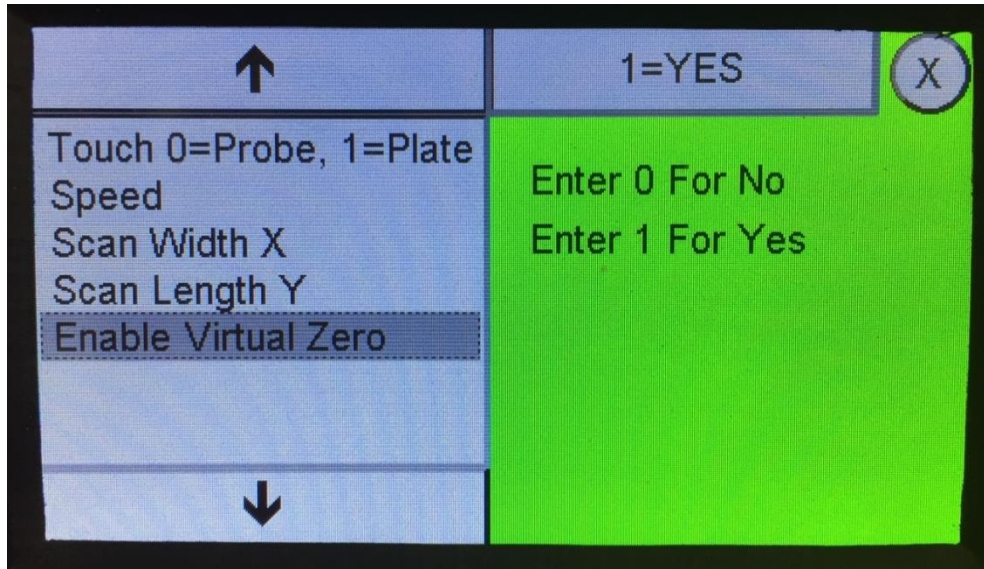 1=YES
X
Touch 0=Probe, 1=Plate
Speed
Scan Width X
Scan Length Y
Enable Virtual Zero
Enter 0 For No
Enter 1 For Yes